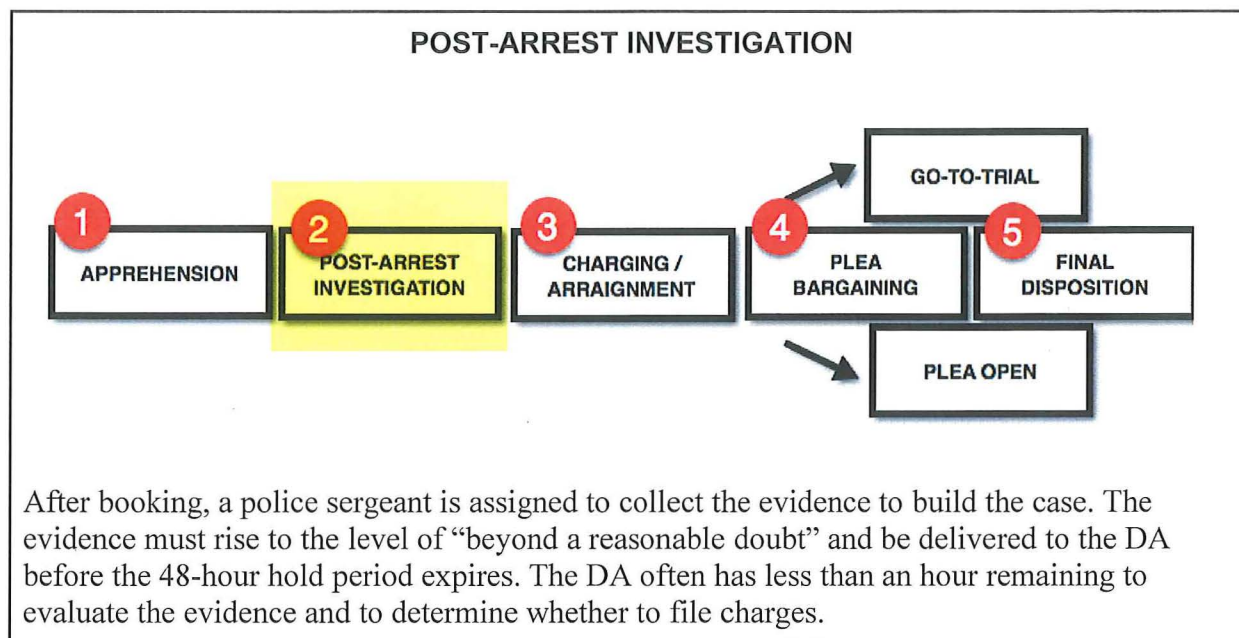 POST-ARREST INVESTIGATION
1
APPREHENSION
2
POST-ARREST
INVESTIGATION
3
CHARGING /
ARRAIGNMENT
4
PLEA
BARGAINING
GO-TO-TRIAL
5
FINAL
DISPOSITION
PLEA OPEN
After booking, a police sergeant is assigned to collect the evidence to build the case. The
evidence must rise to the level of “beyond a reasonable doubt” and be delivered to the DA
before the 48-hour hold period expires. The DA often has less than an hour remaining to
evaluate the evidence and to determine whether to file charges.